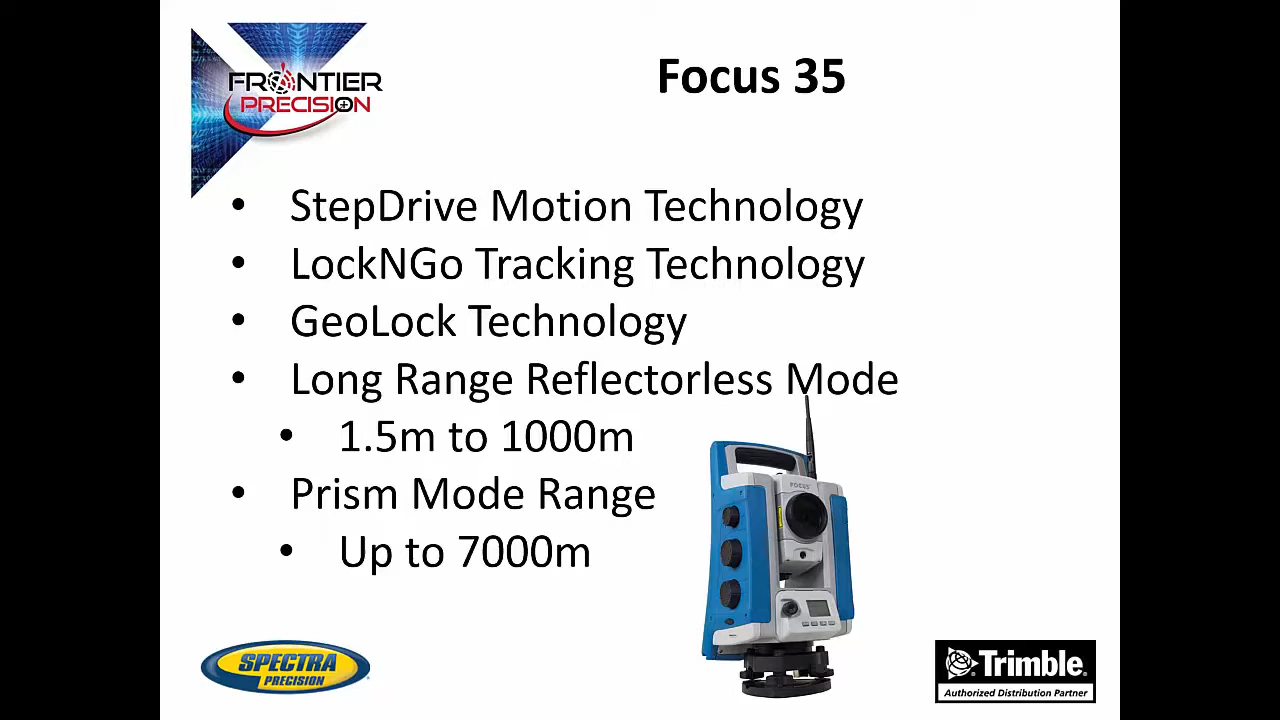 FRONTIER
PRECISION
Focus 35
• StepDrive Motion Technology
• LockNGo Tracking Technology
• GeoLock Technology
• Long Range Reflectorless Mode
• 1.5m to 1000m
• Prism Mode Range
• Up to 7000m
FOCUS
SPECTRA
PRECISION
Trimble
Authorized Distribution Partner